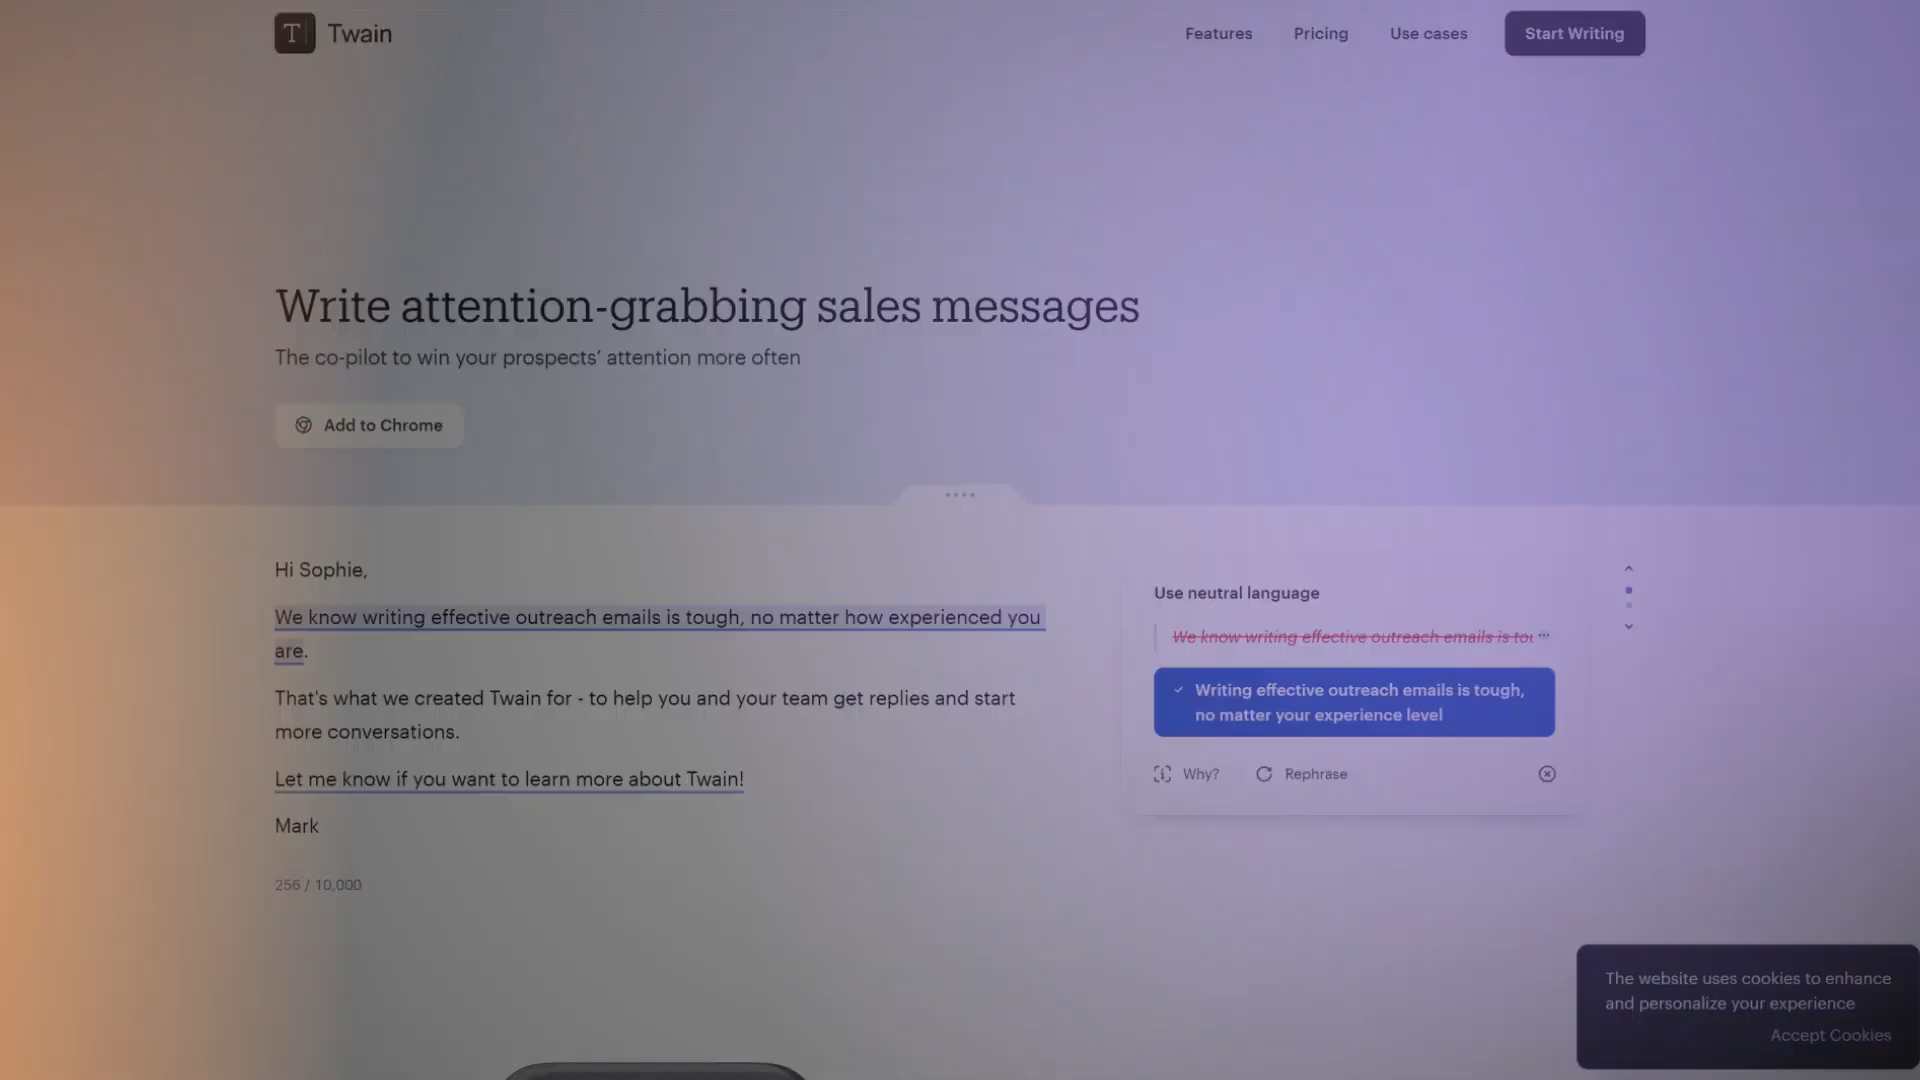 T Twain
Features Pricing Use cases Start Writing
Write attention-grabbing sales messages
The co-pilot to win your prospects’ attention more often
Add to Chrome
Hi Sophie,
We know writing effective outreach emails is tough, no matter how experienced you
are.
That's what we created Twain for - to help you and your team get replies and start
more conversations.
Let me know if you want to learn more about Twain!
Mark
256 / 10,000
Use neutral language
We know writing effective outreach emails is tou ...
Writing effective outreach emails is tough,
no matter your experience level
Why? Rephrase
The website uses cookies to enhance
and personalize your experience
Accept Cookies